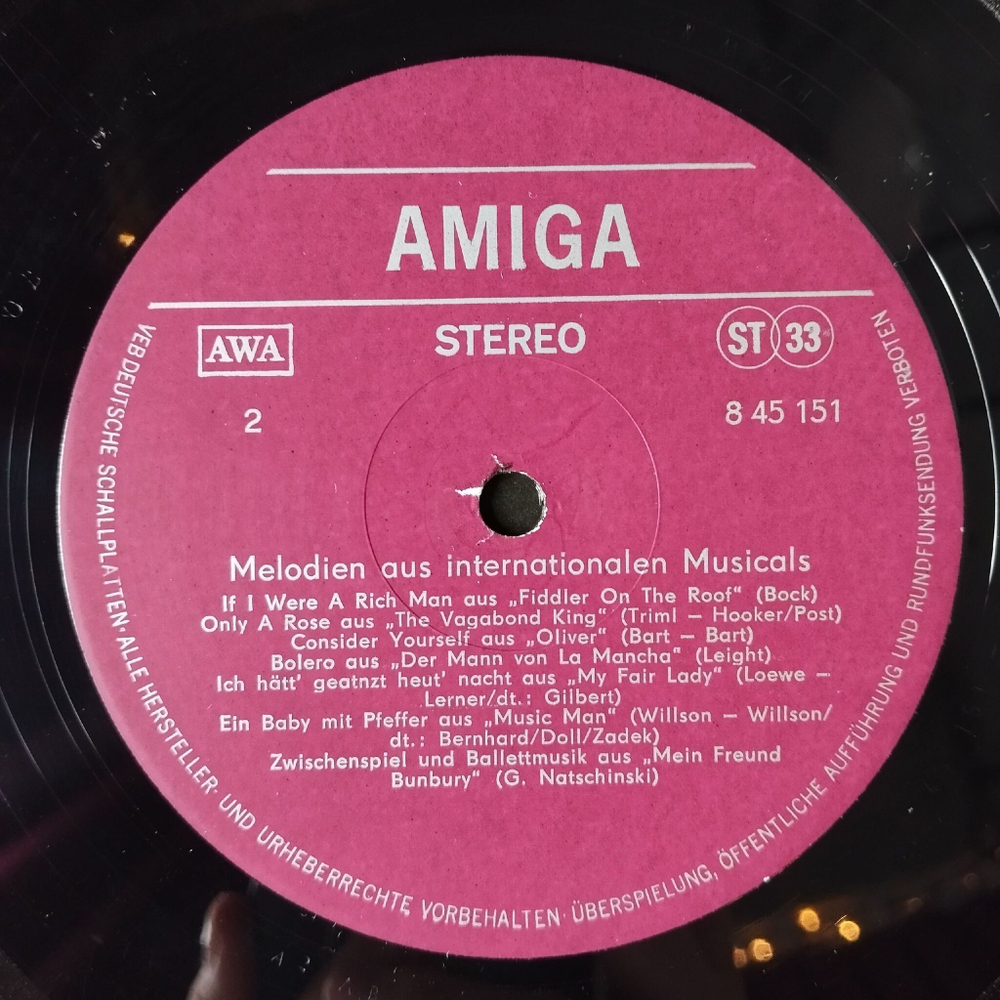 AMIGA
AWA
STEREO
ST 33
2
8 45 151
Melodien aus internationalen Musicals
If I Were A Rich Man aus „Fiddler On The Roof“ (Bock)
Only A Rose aus „The Vagabond King“ (Triml – Hooker/Post)
Consider Yourself aus „Oliver“ (Bart – Bart)
Bolero aus „Der Mann von La Mancha“ (Leight)
Ich hätt' geatnzt heut' nacht aus „My Fair Lady“ (Loewe –
Lerner/dt.: Gilbert)
Ein Baby mit Pfeffer aus „Music Man“ (Willson – Willson/
dt.: Bernhard/Doll/Zadek)
Zwischenspiel und Ballettmusik aus „Mein Freund
Bunbury“ (G. Natschinski)
VEB DEUTSCHE SCHALLPLATTEN · ALLE HERSTELLER- UND URHEBERRECHTE VORBEHALTEN · ÜBERSPIELUNG, ÖFFENTLICHE AUFFÜHRUNG UND RUNDFUNKSENDUNG VERBOTEN